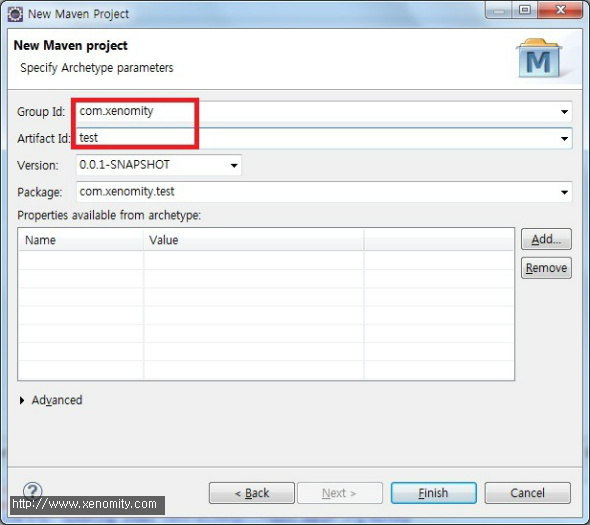 New Maven Project
New Maven project
Specify Archetype parameters
M
Group Id: com.xenomity
Artifact Id: test
Version: 0.0.1-SNAPSHOT
Package: com.xenomity.test
Properties available from archetype:
Name Value
Add...
Remove
Advanced
?
http://www.xenomity.com
< Back Next > Finish Cancel